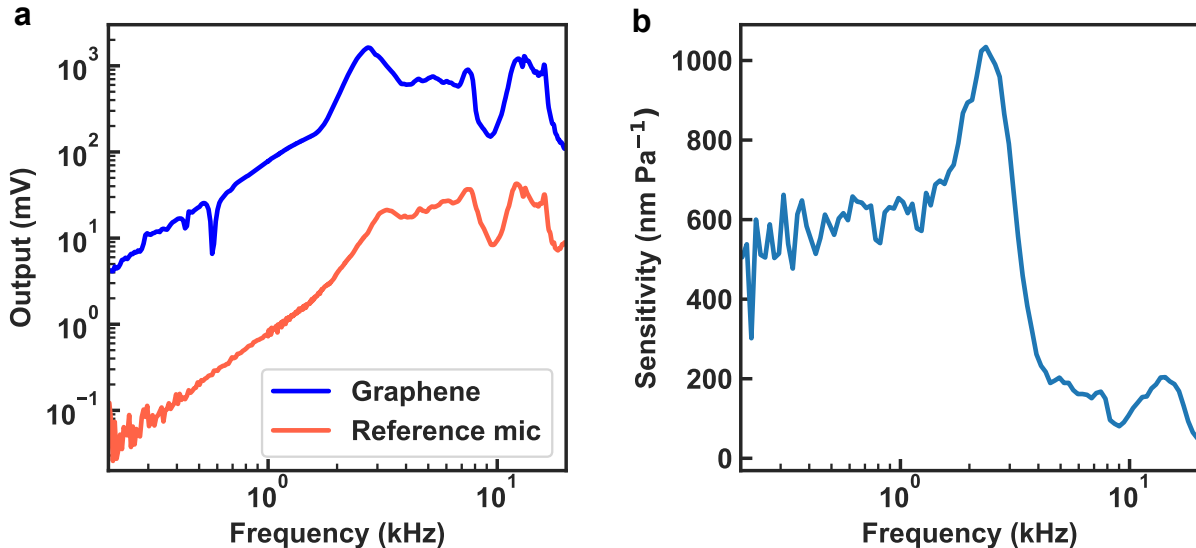 a
Output (mV)
10³
10²
10¹
10⁰
10⁻¹
Graphene
Reference mic
10⁰
10¹
Frequency (kHz)
b
Sensitivity (nm Pa⁻¹)
1000
800
600
400
200
0
10⁰
10¹
Frequency (kHz)